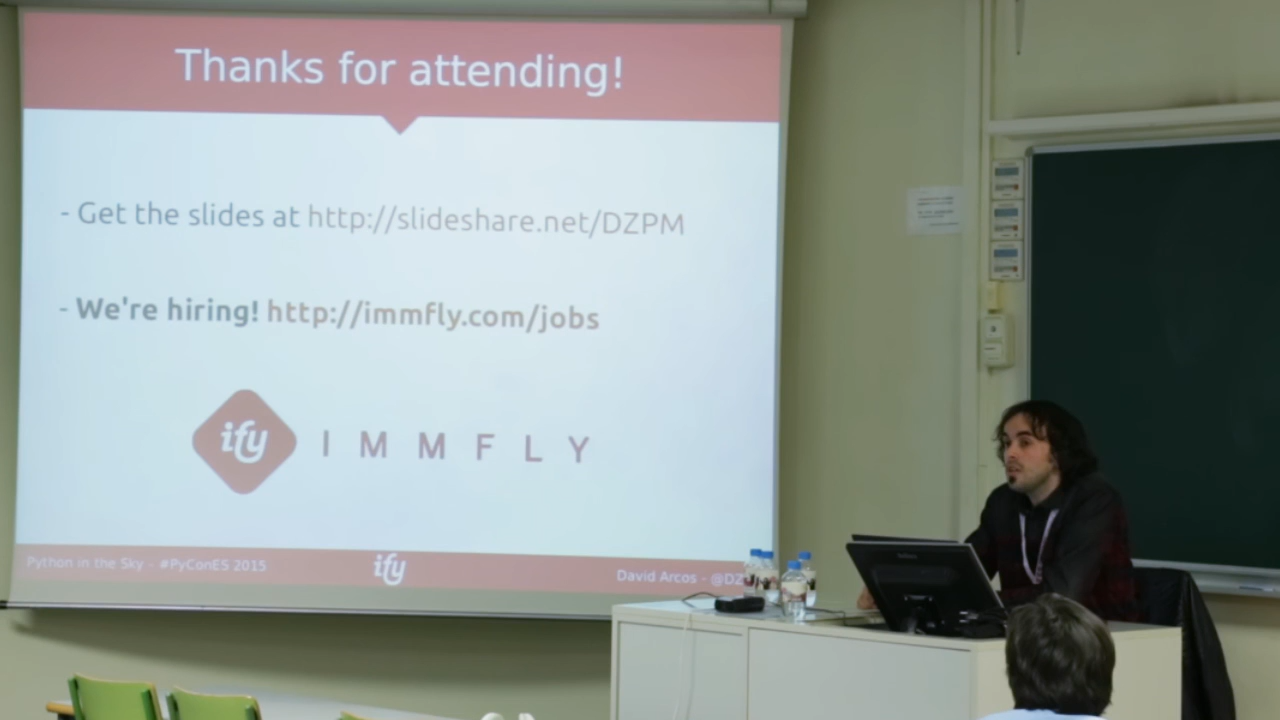 Thanks for attending!
- Get the slides at http://slideshare.net/DZPM
- We're hiring! http://immfly.com/jobs
ify IMMFLY
Python in the Sky - #PyConES 2015
ify
David Arcos - @DZ